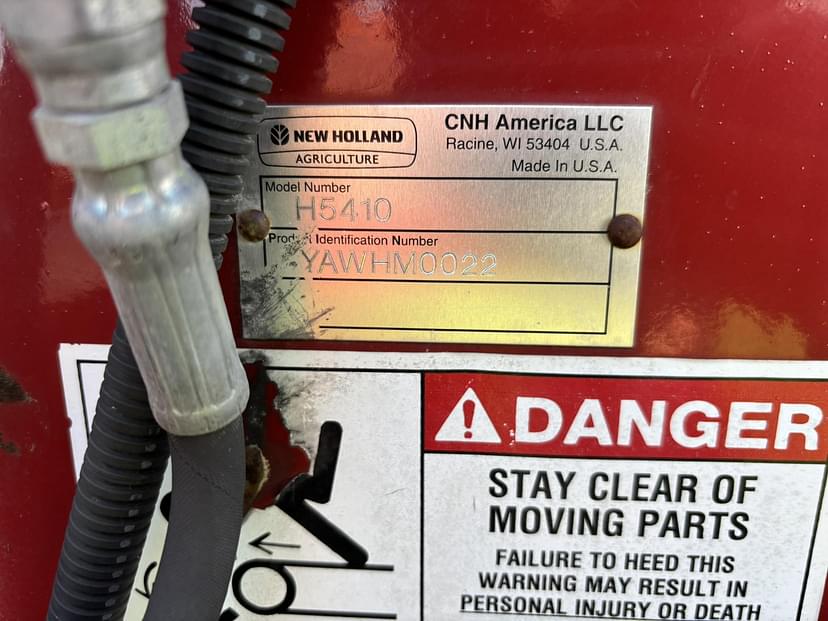 NEW HOLLAND
AGRICULTURE
CNH America LLC
Racine, WI 53404 U.S.A.
Made In U.S.A.
Model Number
H5410
Product Identification Number
YAWHM0022
DANGER
STAY CLEAR OF
MOVING PARTS
FAILURE TO HEED THIS
WARNING MAY RESULT IN
PERSONAL INJURY OR DEATH